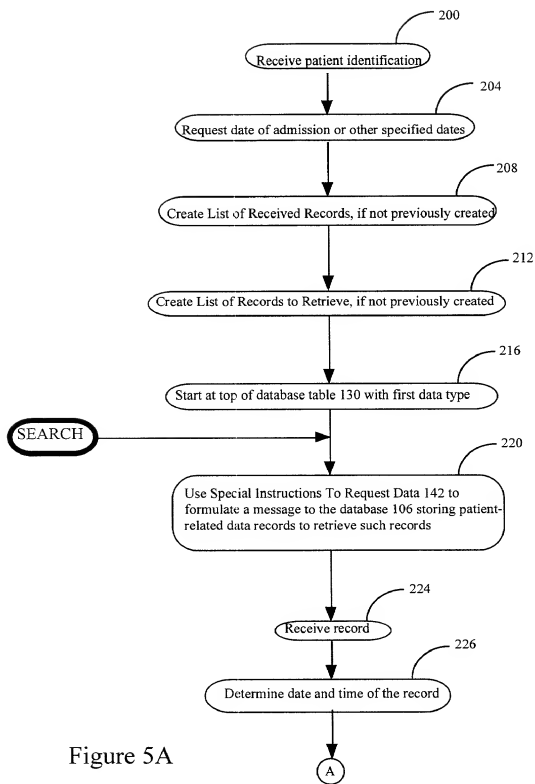 200
Receive patient identification
204
Request date of admission or other specified dates
208
Create List of Received Records, if not previously created
212
Create List of Records to Retrieve, if not previously created
216
Start at top of database table 130 with first data type
SEARCH
220
Use Special Instructions To Request Data 142 to
formulate a message to the database 106 storing patient-
related data records to retrieve such records
224
Receive record
226
Determine date and time of the record
Figure 5A
A